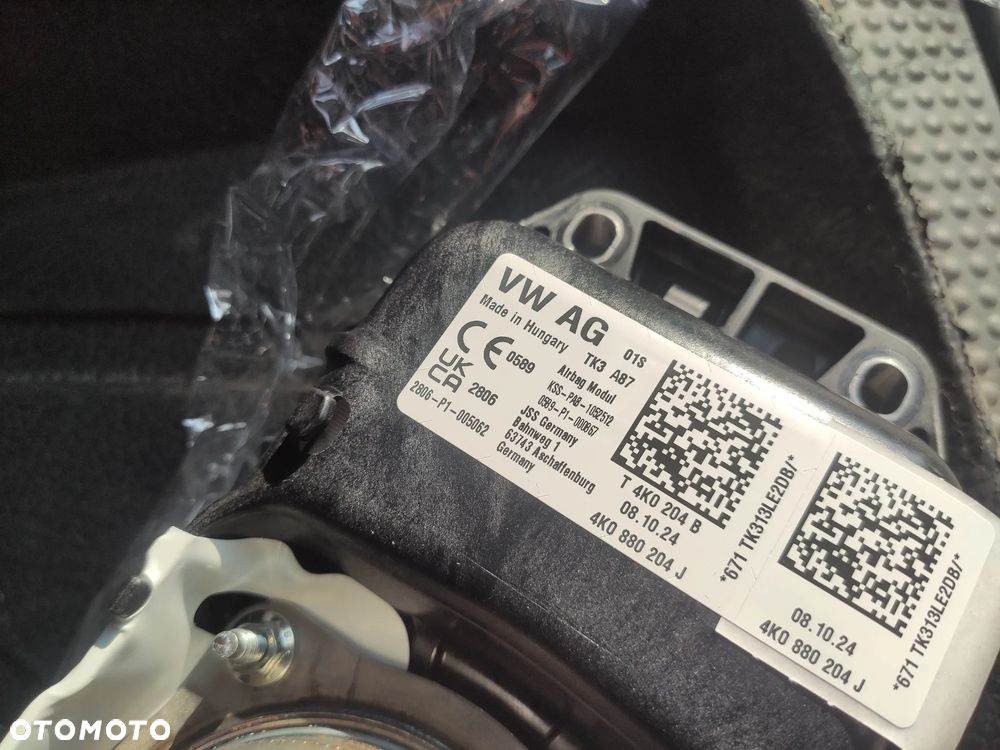 VW AG
01S
Made in Hungary TK3 A87
CE 0589
Airbag Modul
KSS-PAB-1052512
0589-P1-000867
UK
CA 2806
2806-P1-005062
JSS Germany
Bahnweg 1
63743 Aschaffenburg
Germany
T 4K0 204 B
08.10.24
4K0 880 204 J
*671 TK313LE2DB/*
08.10.24
4K0 880 204 J
*671 TK313LE2DB/*
OTOMOTO